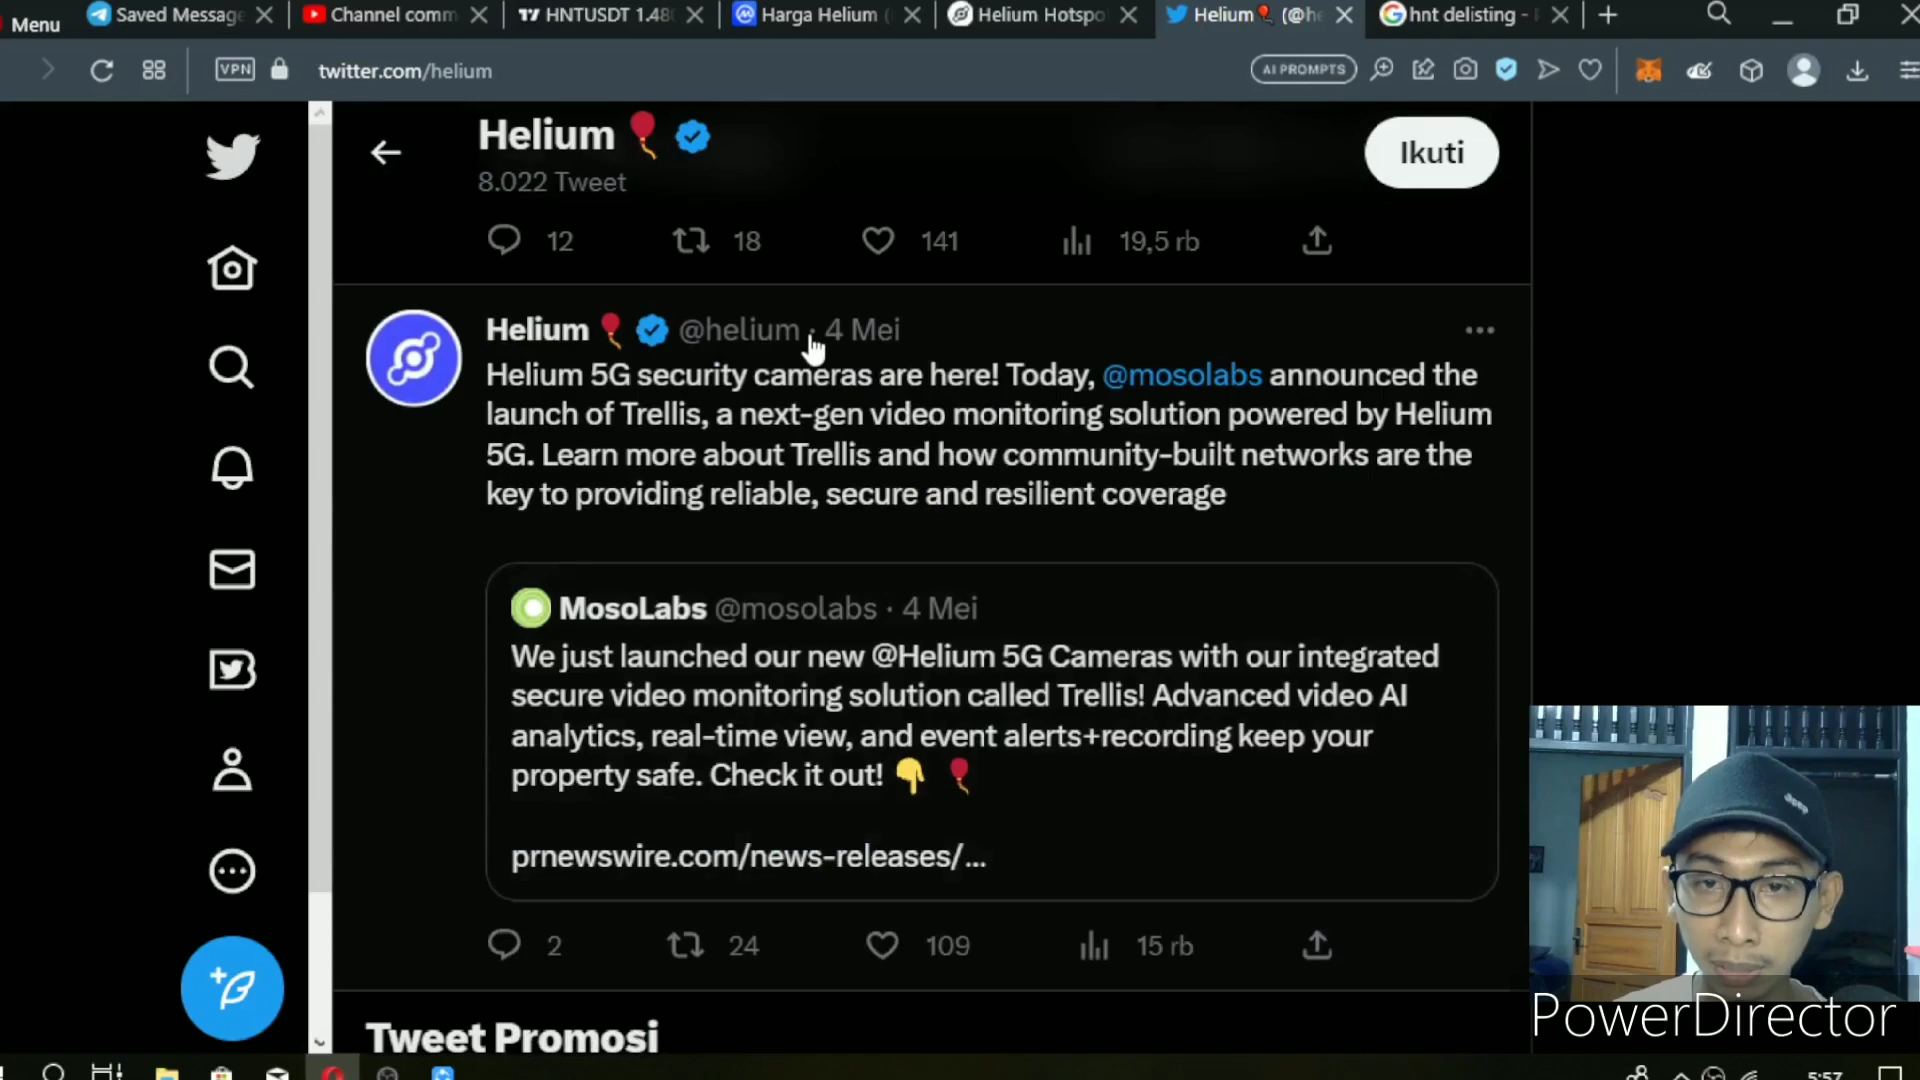 Menu
Saved Message
Channel comm
HNTUSDT 1.48
Harga Helium (
Helium Hotspo
Helium🎈 (@he
hnt delisting -
VPN
twitter.com/helium
AI PROMPTS
Helium🎈
8.022 Tweet
Ikuti
12 18 141 19,5 rb
Helium🎈 @helium · 4 Mei
Helium 5G security cameras are here! Today, @mosolabs announced the
launch of Trellis, a next-gen video monitoring solution powered by Helium
5G. Learn more about Trellis and how community-built networks are the
key to providing reliable, secure and resilient coverage
MosoLabs @mosolabs · 4 Mei
We just launched our new @Helium 5G Cameras with our integrated
secure video monitoring solution called Trellis! Advanced video AI
analytics, real-time view, and event alerts+recording keep your
property safe. Check it out! 👇 🎈
prnewswire.com/news-releases/...
2 24 109 15 rb
Tweet Promosi
Jeep
PowerDirector
5:57